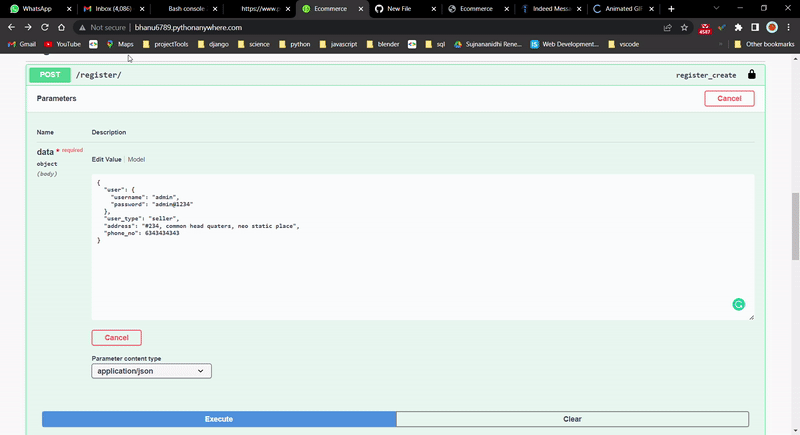 WhatsApp
Inbox (4,086)
Bash console
https://www.p
Ecommerce
New File
Ecommerce
Indeed Messa
Animated GI
Not secure | bhanu6789.pythonanywhere.com
4567
Gmail
YouTube
Maps
projectTools
django
science
python
javascript
blender
sql
Sujnananidhi Rene...
Web Development...
vscode
Other bookmarks
POST /register/ register_create
Parameters
Cancel
Name Description
data * required
object
(body)
Edit Value | Model
{
"user": {
"username": "admin",
"password": "admin@1234"
},
"user_type": "seller",
"address": "#234, common head quaters, neo static place",
"phone_no": 6343434343
}
Cancel
Parameter content type
application/json
Execute
Clear